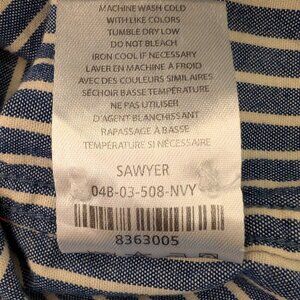 MACHINE WASH COLD
WITH LIKE COLORS
TUMBLE DRY LOW
DO NOT BLEACH
IRON COOL IF NECESSARY
LAVER EN MACHINE À FROID
AVEC DES COULEURS SIMILAIRES
SÉCHOIR BASSE TEMPÉRATURE
NE PAS UTILISER
D'AGENT BLANCHISSANT
RAPASSAGE À BASSE
TEMPÉRATURE SI NÉCESSAIRE
SAWYER
04B-03-508-NVY
8363005